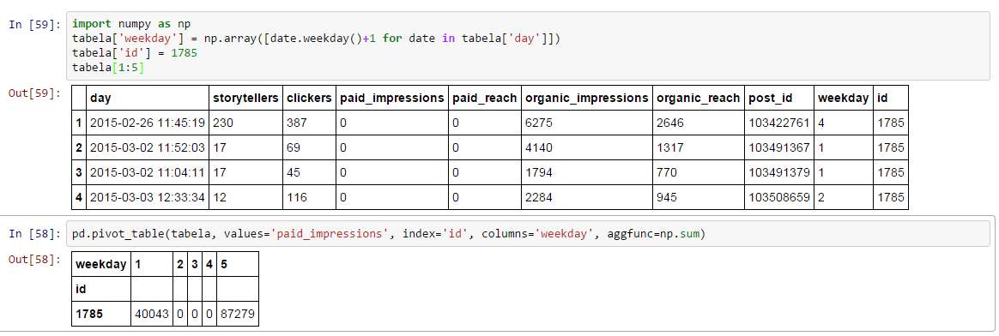 In [59]: import numpy as np
tabela['weekday'] = np.array([date.weekday()+1 for date in tabela['day']])
tabela['id'] = 1785
tabela[1:5]
Out[59]: day storytellers clickers paid_impressions paid_reach organic_impressions organic_reach post_id weekday id
1 2015-02-26 11:45:19 230 387 0 0 6275 2646 103422761 4 1785
2 2015-03-02 11:52:03 17 69 0 0 4140 1317 103491367 1 1785
3 2015-03-02 11:04:11 17 45 0 0 1794 770 103491379 1 1785
4 2015-03-03 12:33:34 12 116 0 0 2284 945 103508659 2 1785
In [58]: pd.pivot_table(tabela, values='paid_impressions', index='id', columns='weekday', aggfunc=np.sum)
Out[58]: weekday 1 2 3 4 5
id
1785 40043 0 0 0 87279